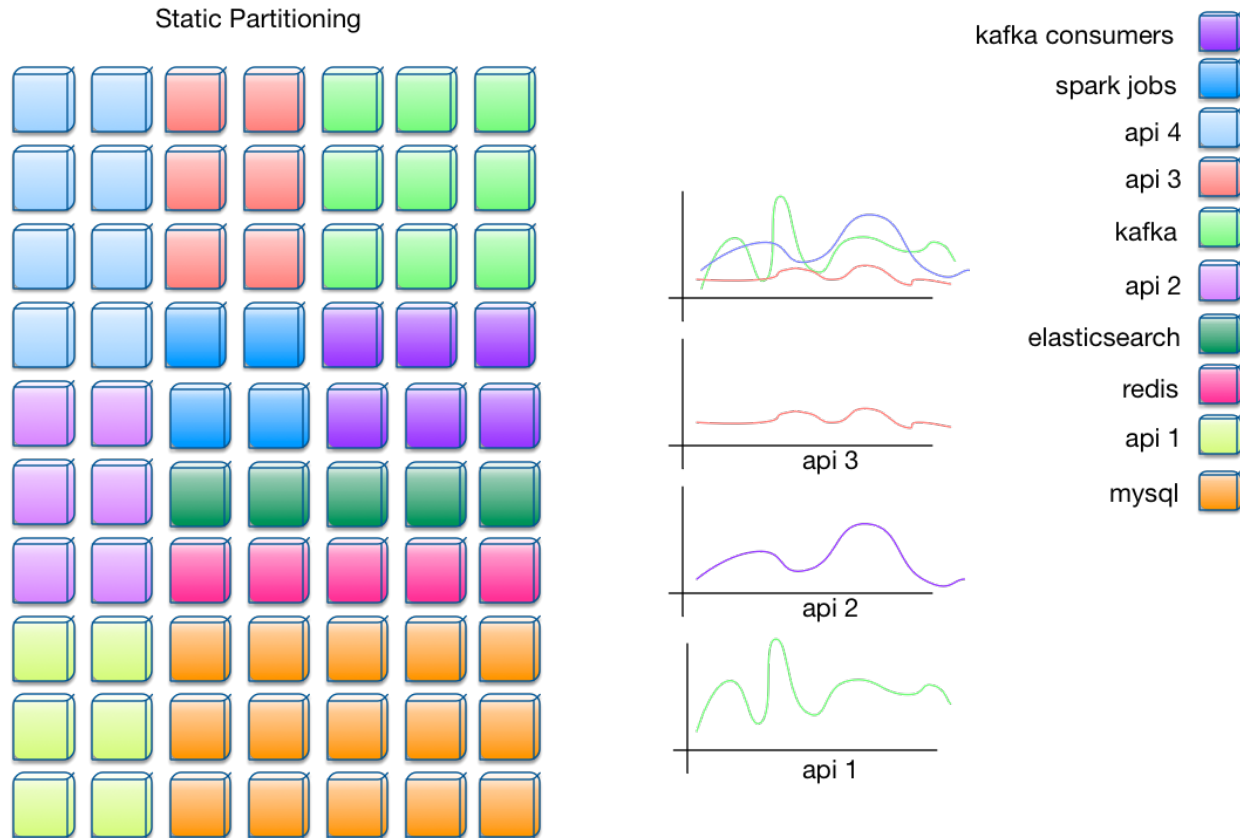 Static Partitioning
kafka consumers
spark jobs
api 4
api 3
kafka
api 2
elasticsearch
redis
api 1
mysql
api 3
api 2
api 1